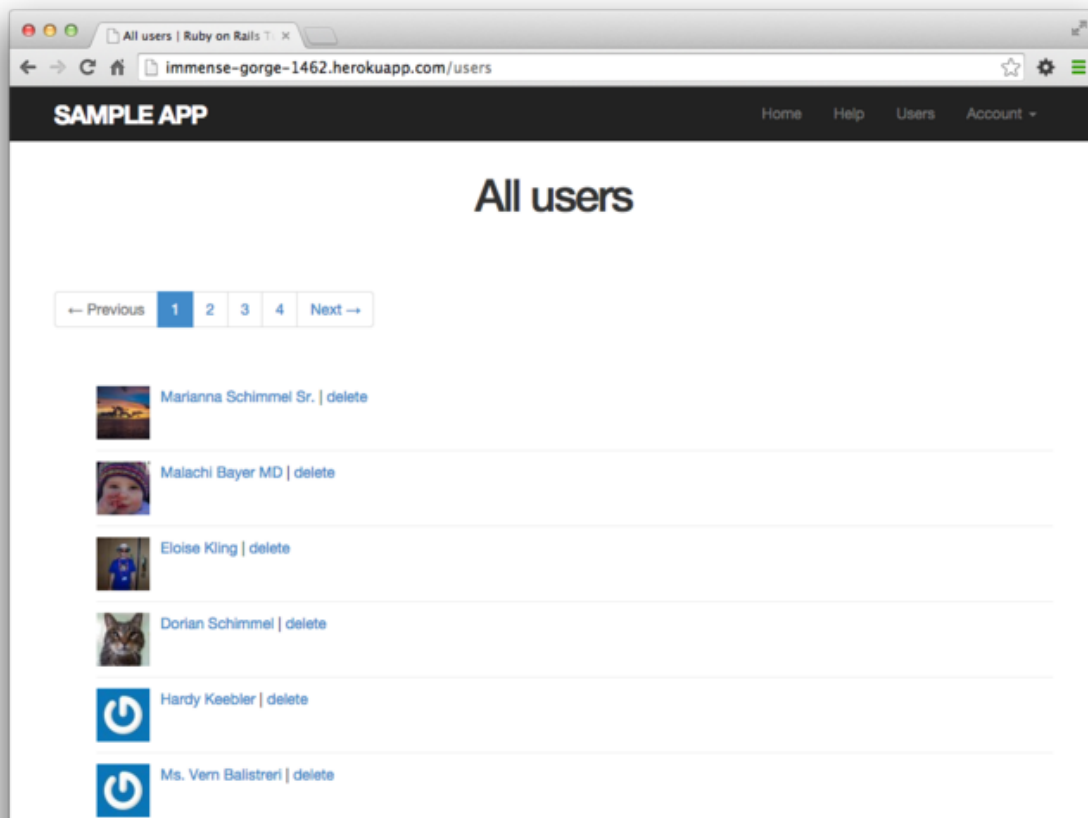 All users | Ruby on Rails T
immense-gorge-1462.herokuapp.com/users
SAMPLE APP Home Help Users Account
All users
← Previous 1 2 3 4 Next →
Marianna Schimmel Sr. | delete
Malachi Bayer MD | delete
Eloise Kling | delete
Dorian Schimmel | delete
Hardy Keebler | delete
Ms. Vern Balistreri | delete